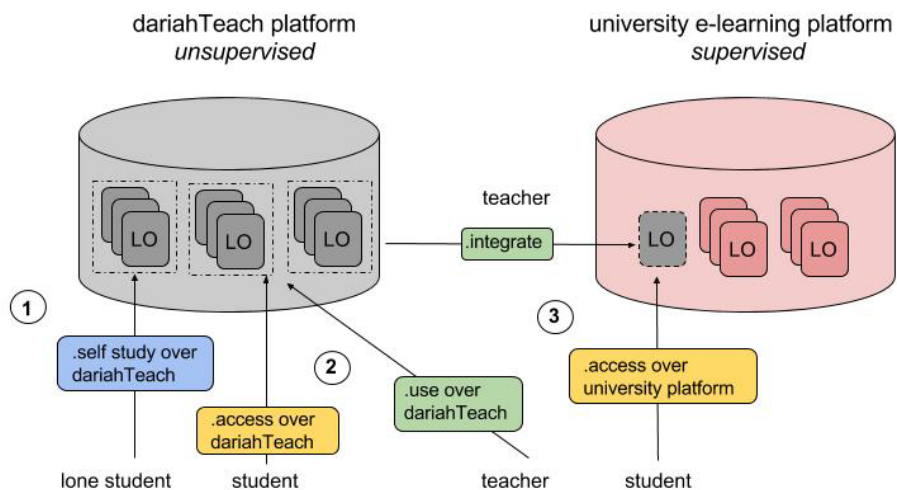 dariahTeach platform
unsupervised
university e-learning platform
supervised
teacher
.integrate
LO
LO
LO
LO
LO
LO
1
.self study over
dariahTeach
2
.access over
dariahTeach
.use over
dariahTeach
3
.access over
university platform
lone student
student
teacher
student